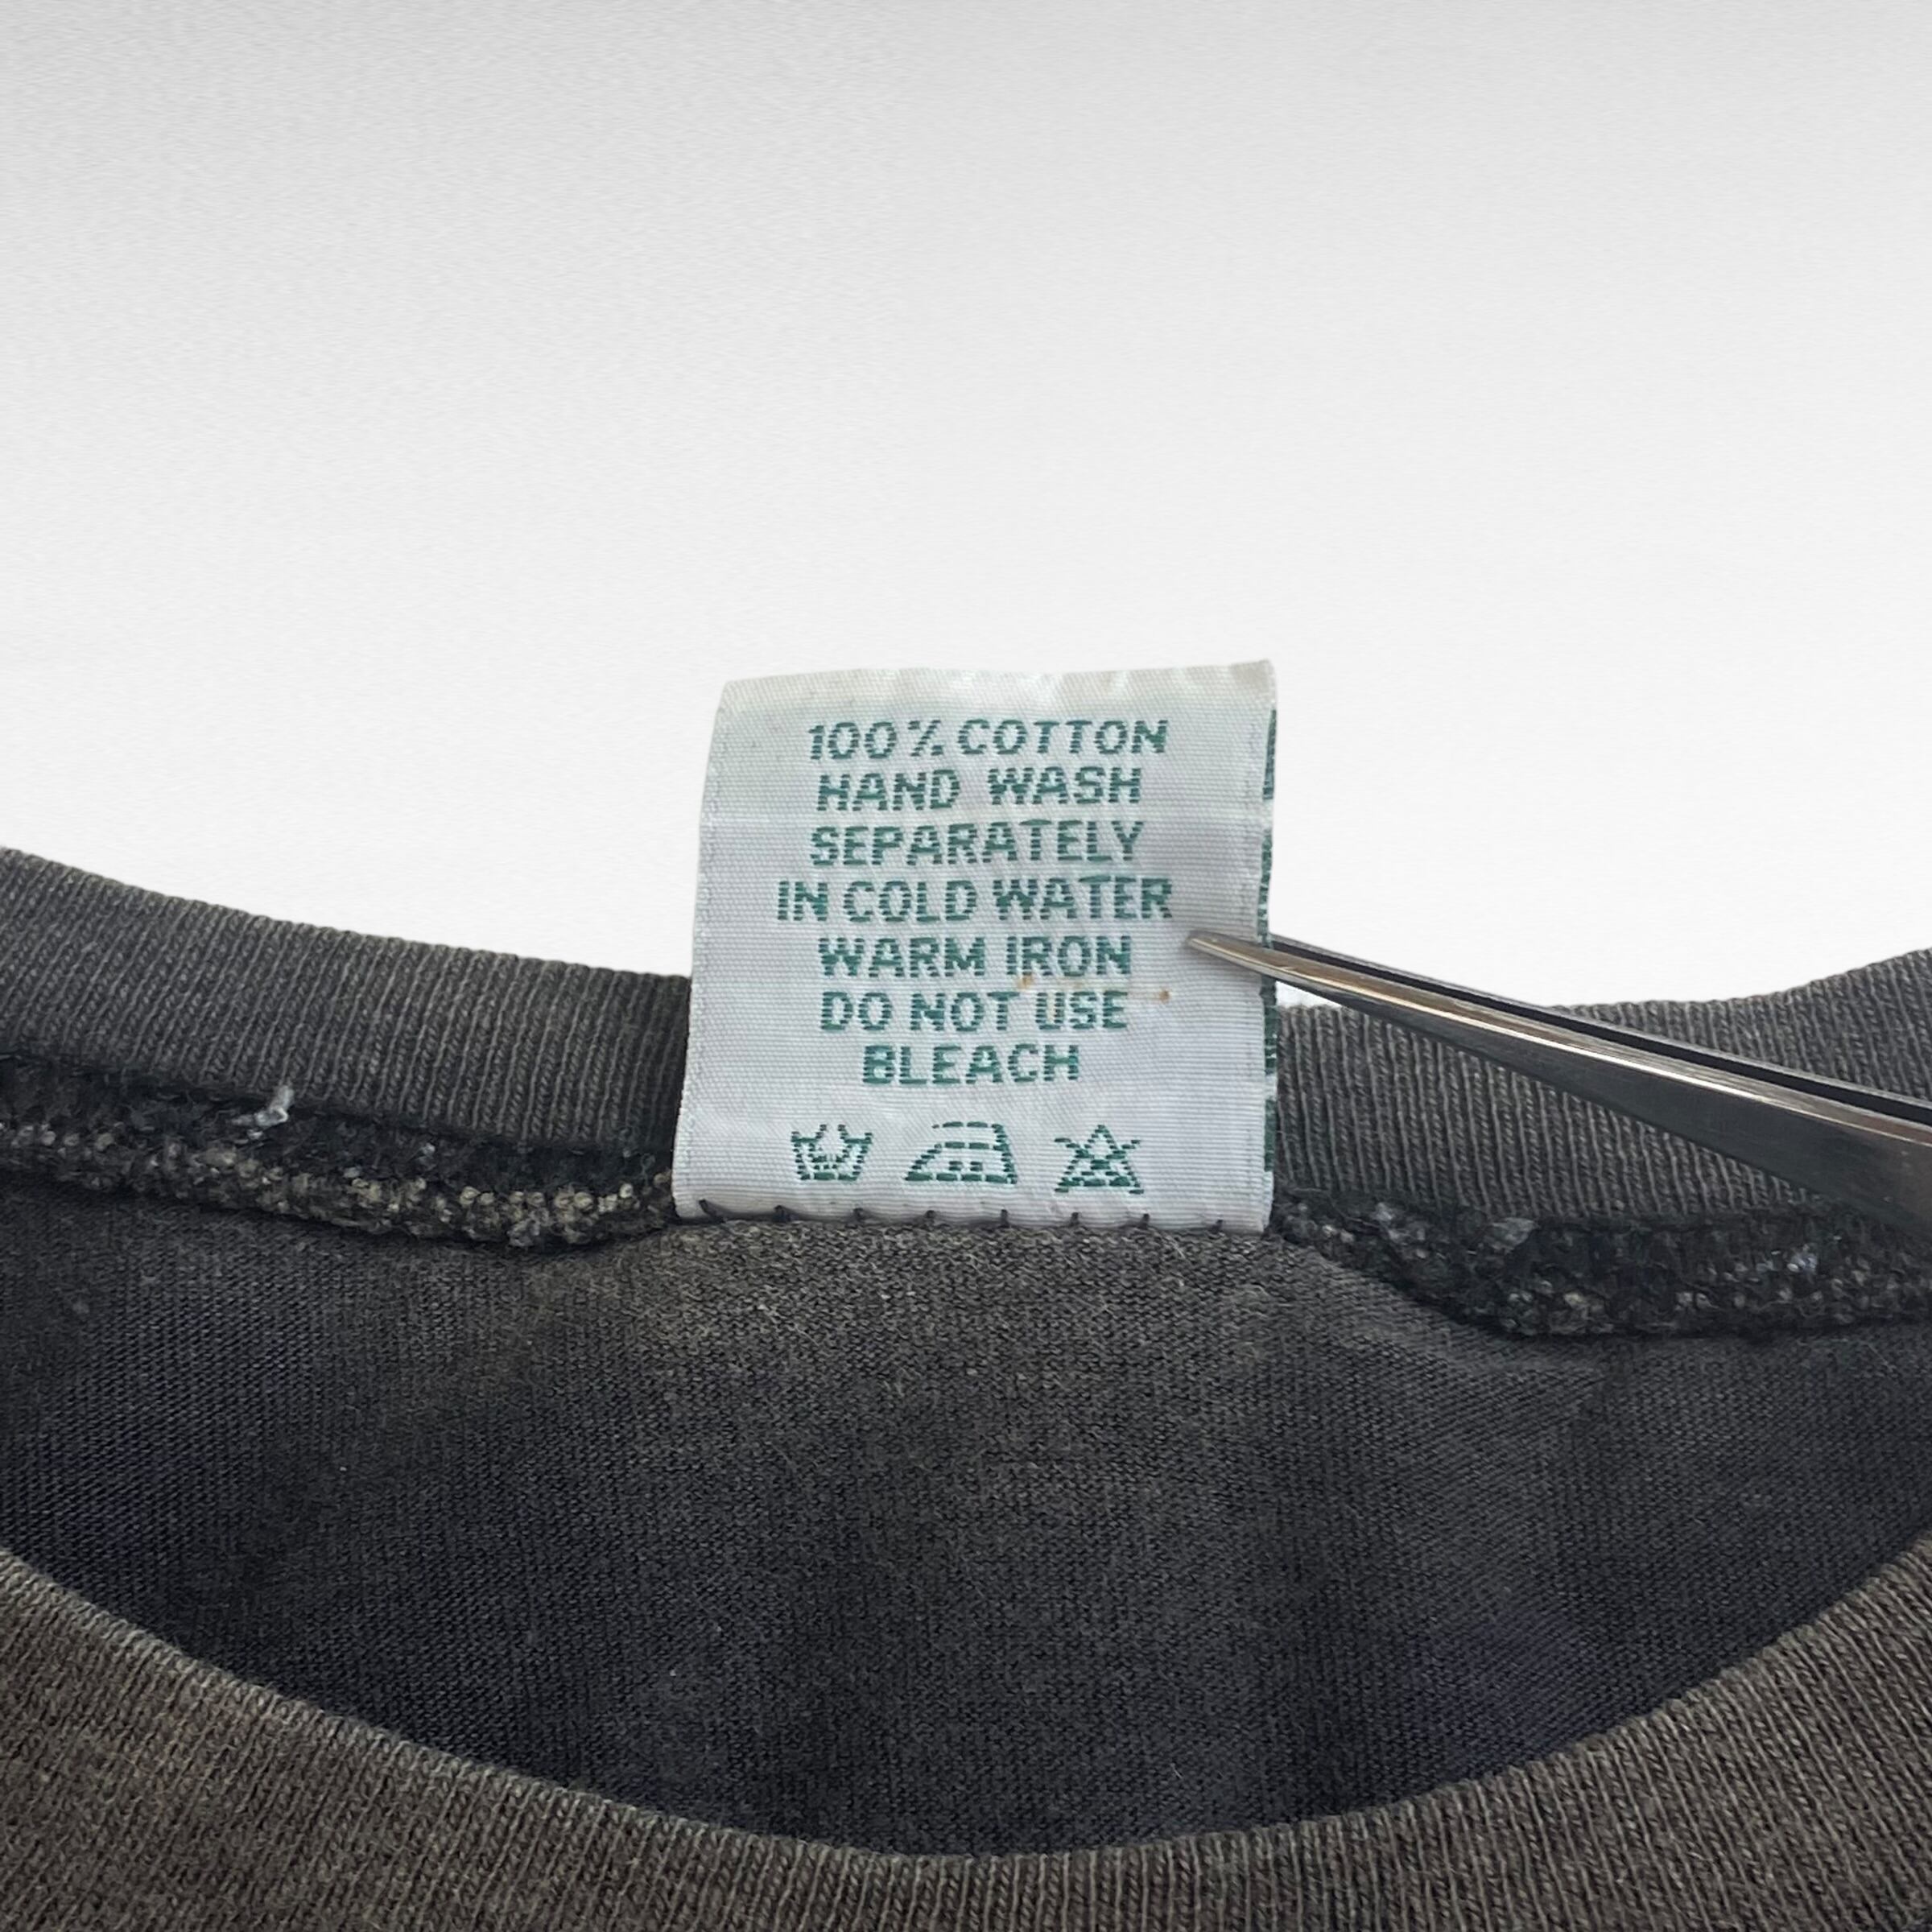 100% COTTON
HAND WASH
SEPARATELY
IN COLD WATER
WARM IRON
DO NOT USE
BLEACH